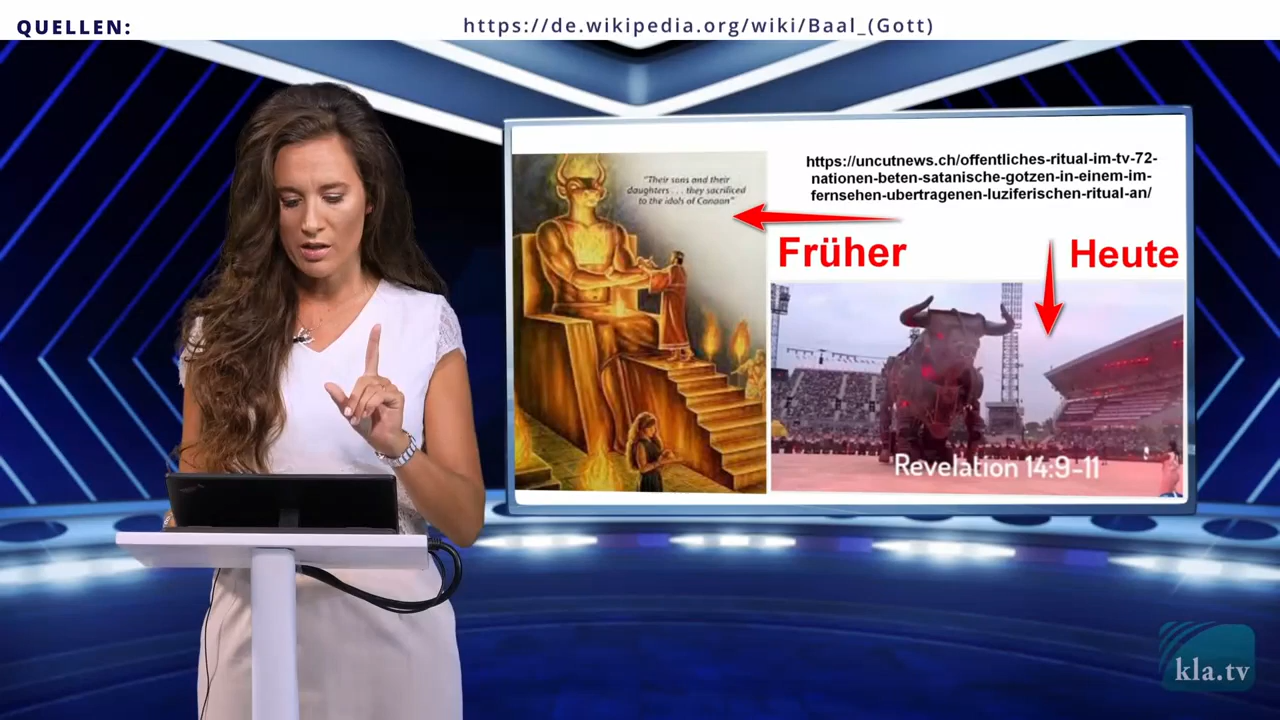 QUELLEN:
https://de.wikipedia.org/wiki/Baal_(Gott)
"Their sons and their
daughters . . . they sacrificed
to the idols of Canaan"
https://uncutnews.ch/offentliches-ritual-im-tv-72-
nationen-beten-satanische-gotzen-in-einem-im-
fernsehen-ubertragenen-luziferischen-ritual-an/
Früher
Heute
Revelation 14:9-11
kla.tv